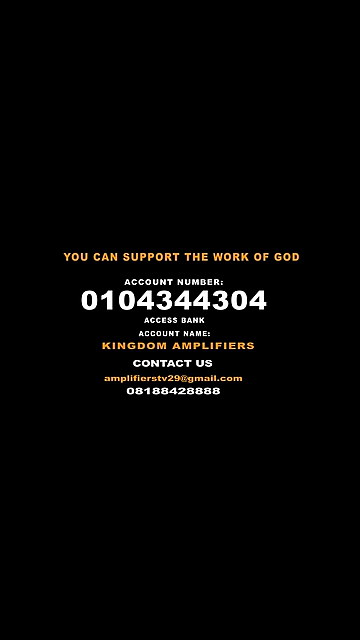 YOU CAN SUPPORT THE WORK OF GOD
ACCOUNT NUMBER:
0104344304
ACCESS BANK
ACCOUNT NAME:
KINGDOM AMPLIFIERS
CONTACT US
amplifierstv29@gmail.com
08188428888